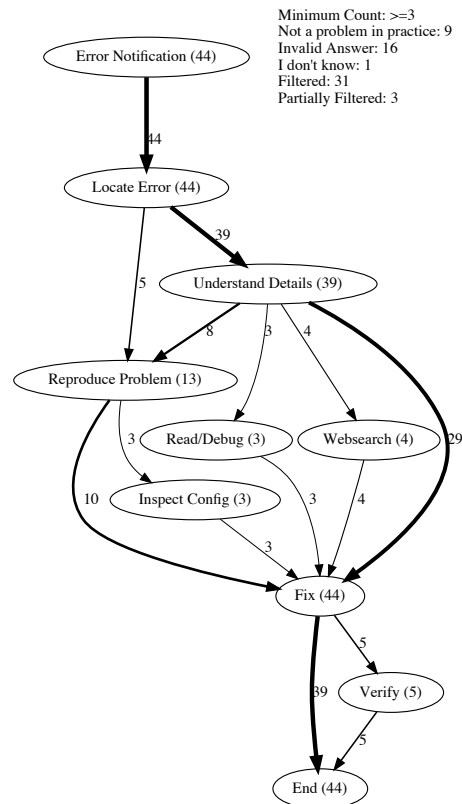 Minimum Count: >=3
Not a problem in practice: 9
Invalid Answer: 16
I don't know: 1
Filtered: 31
Partially Filtered: 3
Error Notification (44)
44
Locate Error (44)
39
5
Understand Details (39)
8
3
4
Reproduce Problem (13)
3
Read/Debug (3)
Websearch (4)
29
10
Inspect Config (3)
3
4
3
Fix (44)
5
39
Verify (5)
5
End (44)